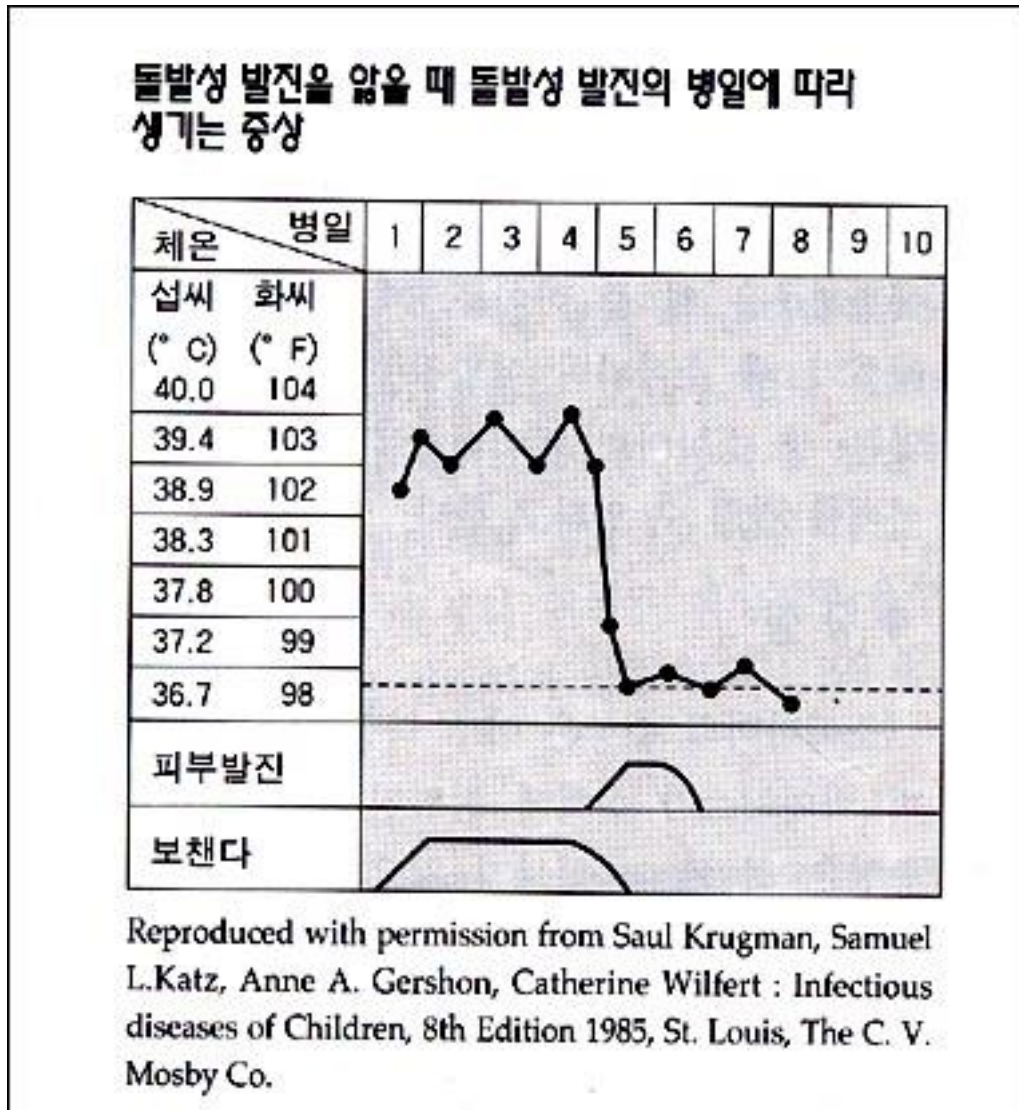 돌발성 발진을 앓을 때 돌발성 발진의 병일에 따라
생기는 증상
병일
체온
1 2 3 4 5 6 7 8 9 10
섭씨 화씨
(° C) (° F)
40.0 104
39.4 103
38.9 102
38.3 101
37.8 100
37.2 99
36.7 98
피부발진
보챈다
Reproduced with permission from Saul Krugman, Samuel
L.Katz, Anne A. Gershon, Catherine Wilfert : Infectious
diseases of Children, 8th Edition 1985, St. Louis, The C. V.
Mosby Co.